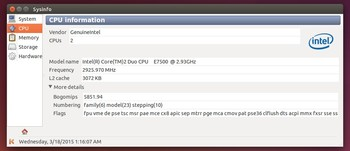 SysInfo
System
CPU
Memory
Storage
Hardware
CPU information
Vendor GenuineIntel
CPUs 2
intel
Model name Intel(R) Core(TM)2 Duo CPU E7500 @ 2.93GHz
Frequency 2925.970 MHz
L2 cache 3072 KB
More details
Bogomips 5851.94
Numbering family(6) model(23) stepping(10)
Flags fpu vme de pse tsc msr pae mce cx8 apic sep mtrr pge mca cmov pat pse36 clflush dts acpi mmx fxsr sse ss
Wednesday, 3/18/2015 1:16:07 AM